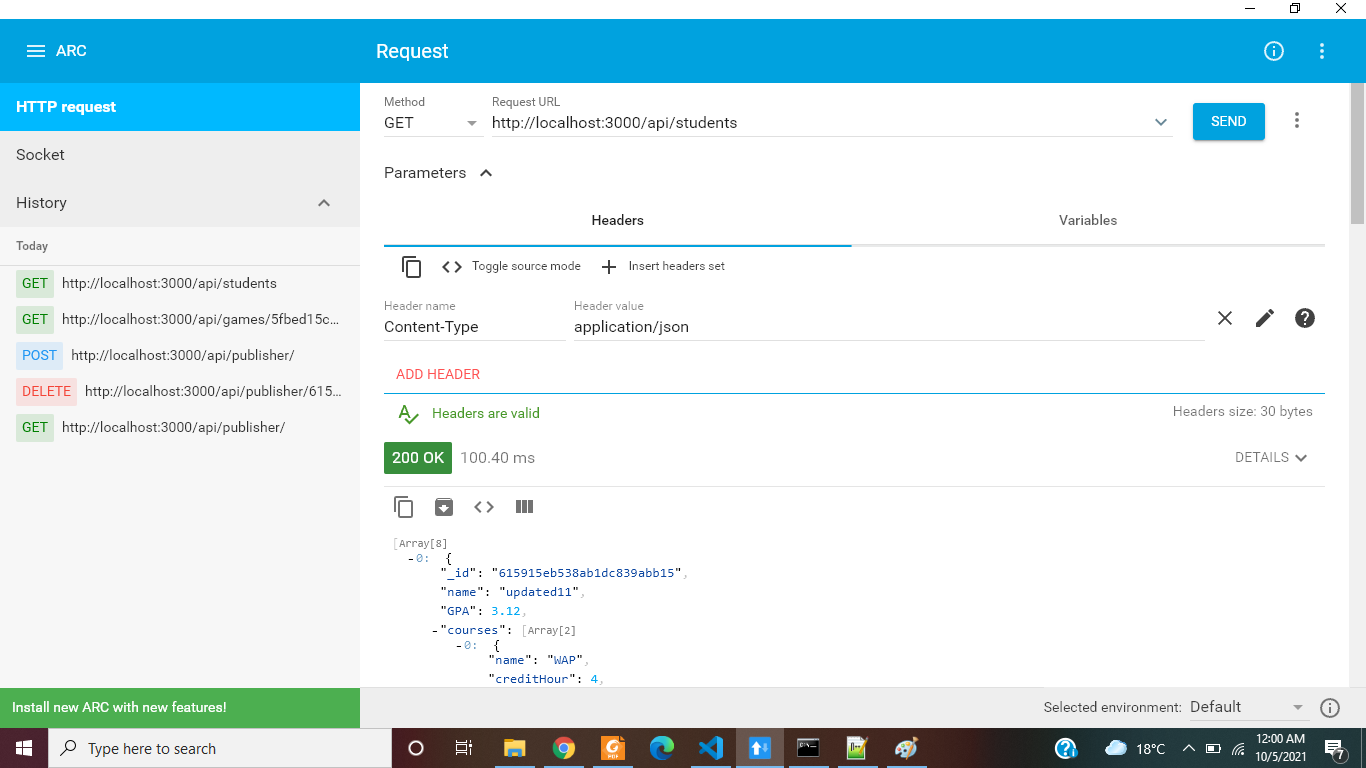 ARC
Request
HTTP request
Socket
History
Today
GET http://localhost:3000/api/students
GET http://localhost:3000/api/games/5fbed15c...
POST http://localhost:3000/api/publisher/
DELETE http://localhost:3000/api/publisher/615...
GET http://localhost:3000/api/publisher/
Install new ARC with new features!
Method
GET
Request URL
http://localhost:3000/api/students
SEND
Parameters
Headers
Variables
Toggle source mode
Insert headers set
Header name
Content-Type
Header value
application/json
ADD HEADER
Headers are valid
Headers size: 30 bytes
200 OK 100.40 ms
DETAILS
[Array[8]
-0: {
"_id": "615915eb538ab1dc839abb15",
"name": "updated11",
"GPA": 3.12,
-"courses": [Array[2]
-0: {
"name": "WAP",
"creditHour": 4,
Selected environment: Default
Type here to search
18°C
12:00 AM
10/5/2021
7